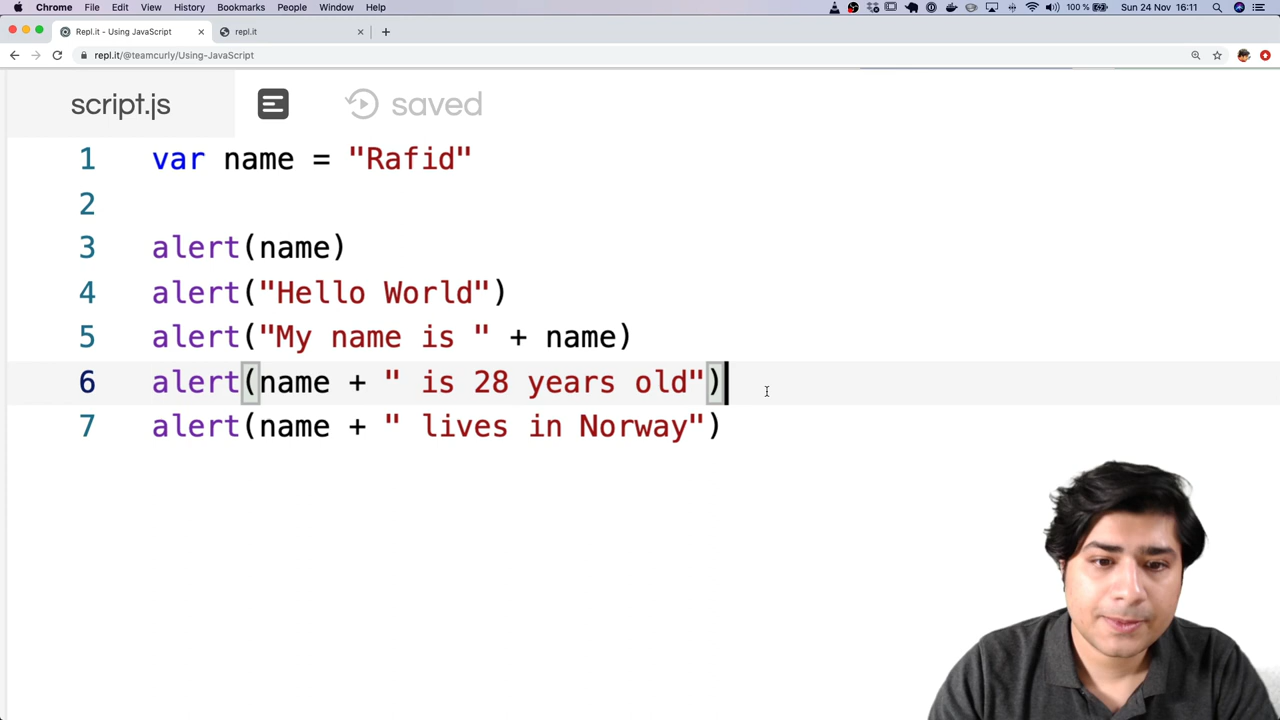 Chrome File Edit View History Bookmarks People Window Help 100 % Sun 24 Nov 16:11
Repl.it - Using JavaScript × repl.it × +
repl.it/@teamcurly/Using-JavaScript
script.js saved
1 var name = "Rafid"
2
3 alert(name)
4 alert("Hello World")
5 alert("My name is " + name)
6 alert(name + " is 28 years old")
7 alert(name + " lives in Norway")